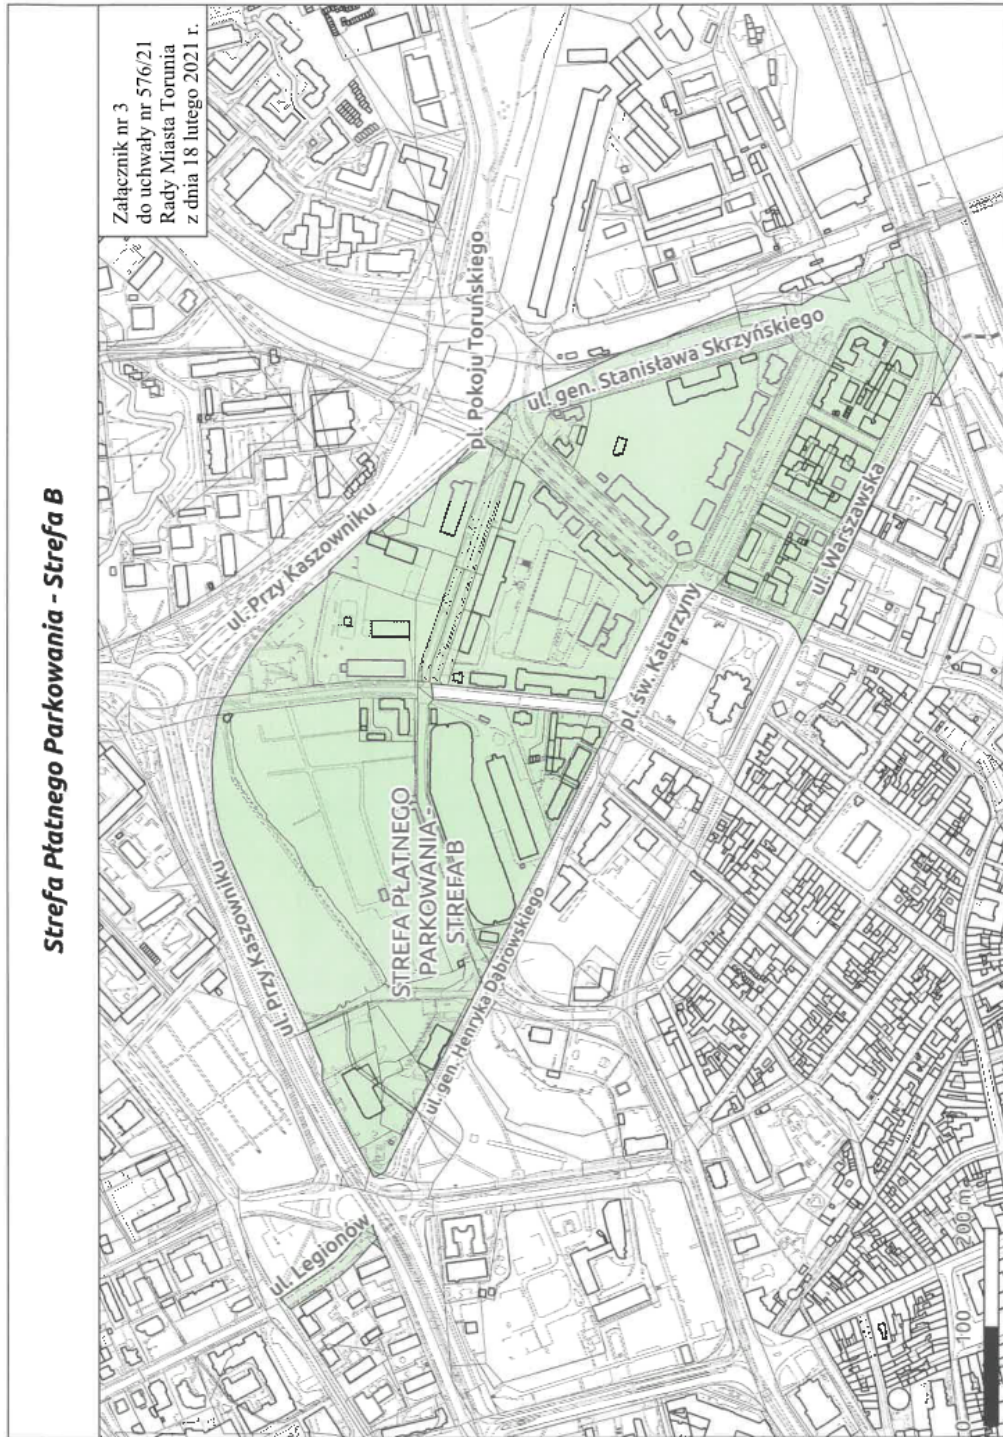 Strefa Płatnego Parkowania - Strefa B
Załącznik nr 3
do uchwały nr 576/21
Rady Miasta Torunia
z dnia 18 lutego 2021 r.
ul. Legionów
ul. Przy Kaszowniku
ul. Przy Kaszowniku
pl. Pokoju Toruńskiego
ul. gen. Stanisława Skrzyńskiego
STREFA PŁATNEGO
PARKOWANIA -
STREFA B
ul. gen. Henryka Dąbrowskiego
pl. św. Katarzyny
ul. Warszawska
0 100 200 m